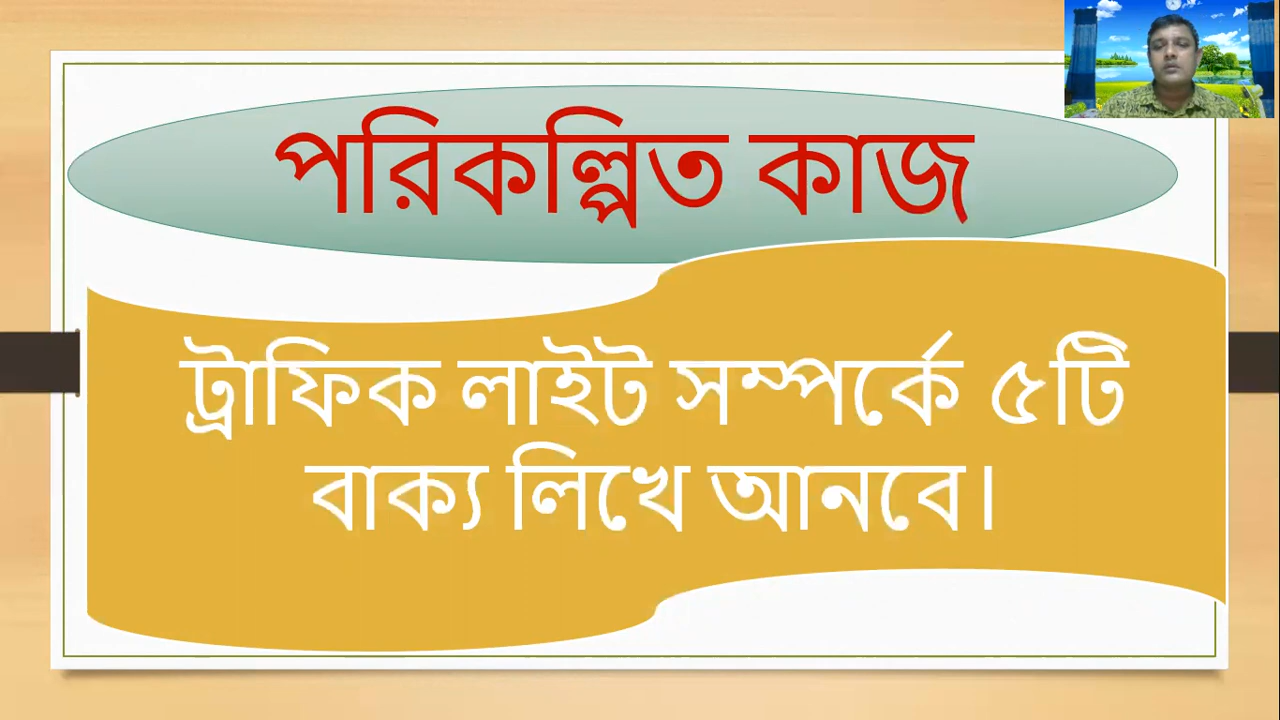 পরিকল্পিত কাজ
ট্রাফিক লাইট সম্পর্কে ৫টি
বাক্য লিখে আনবে।